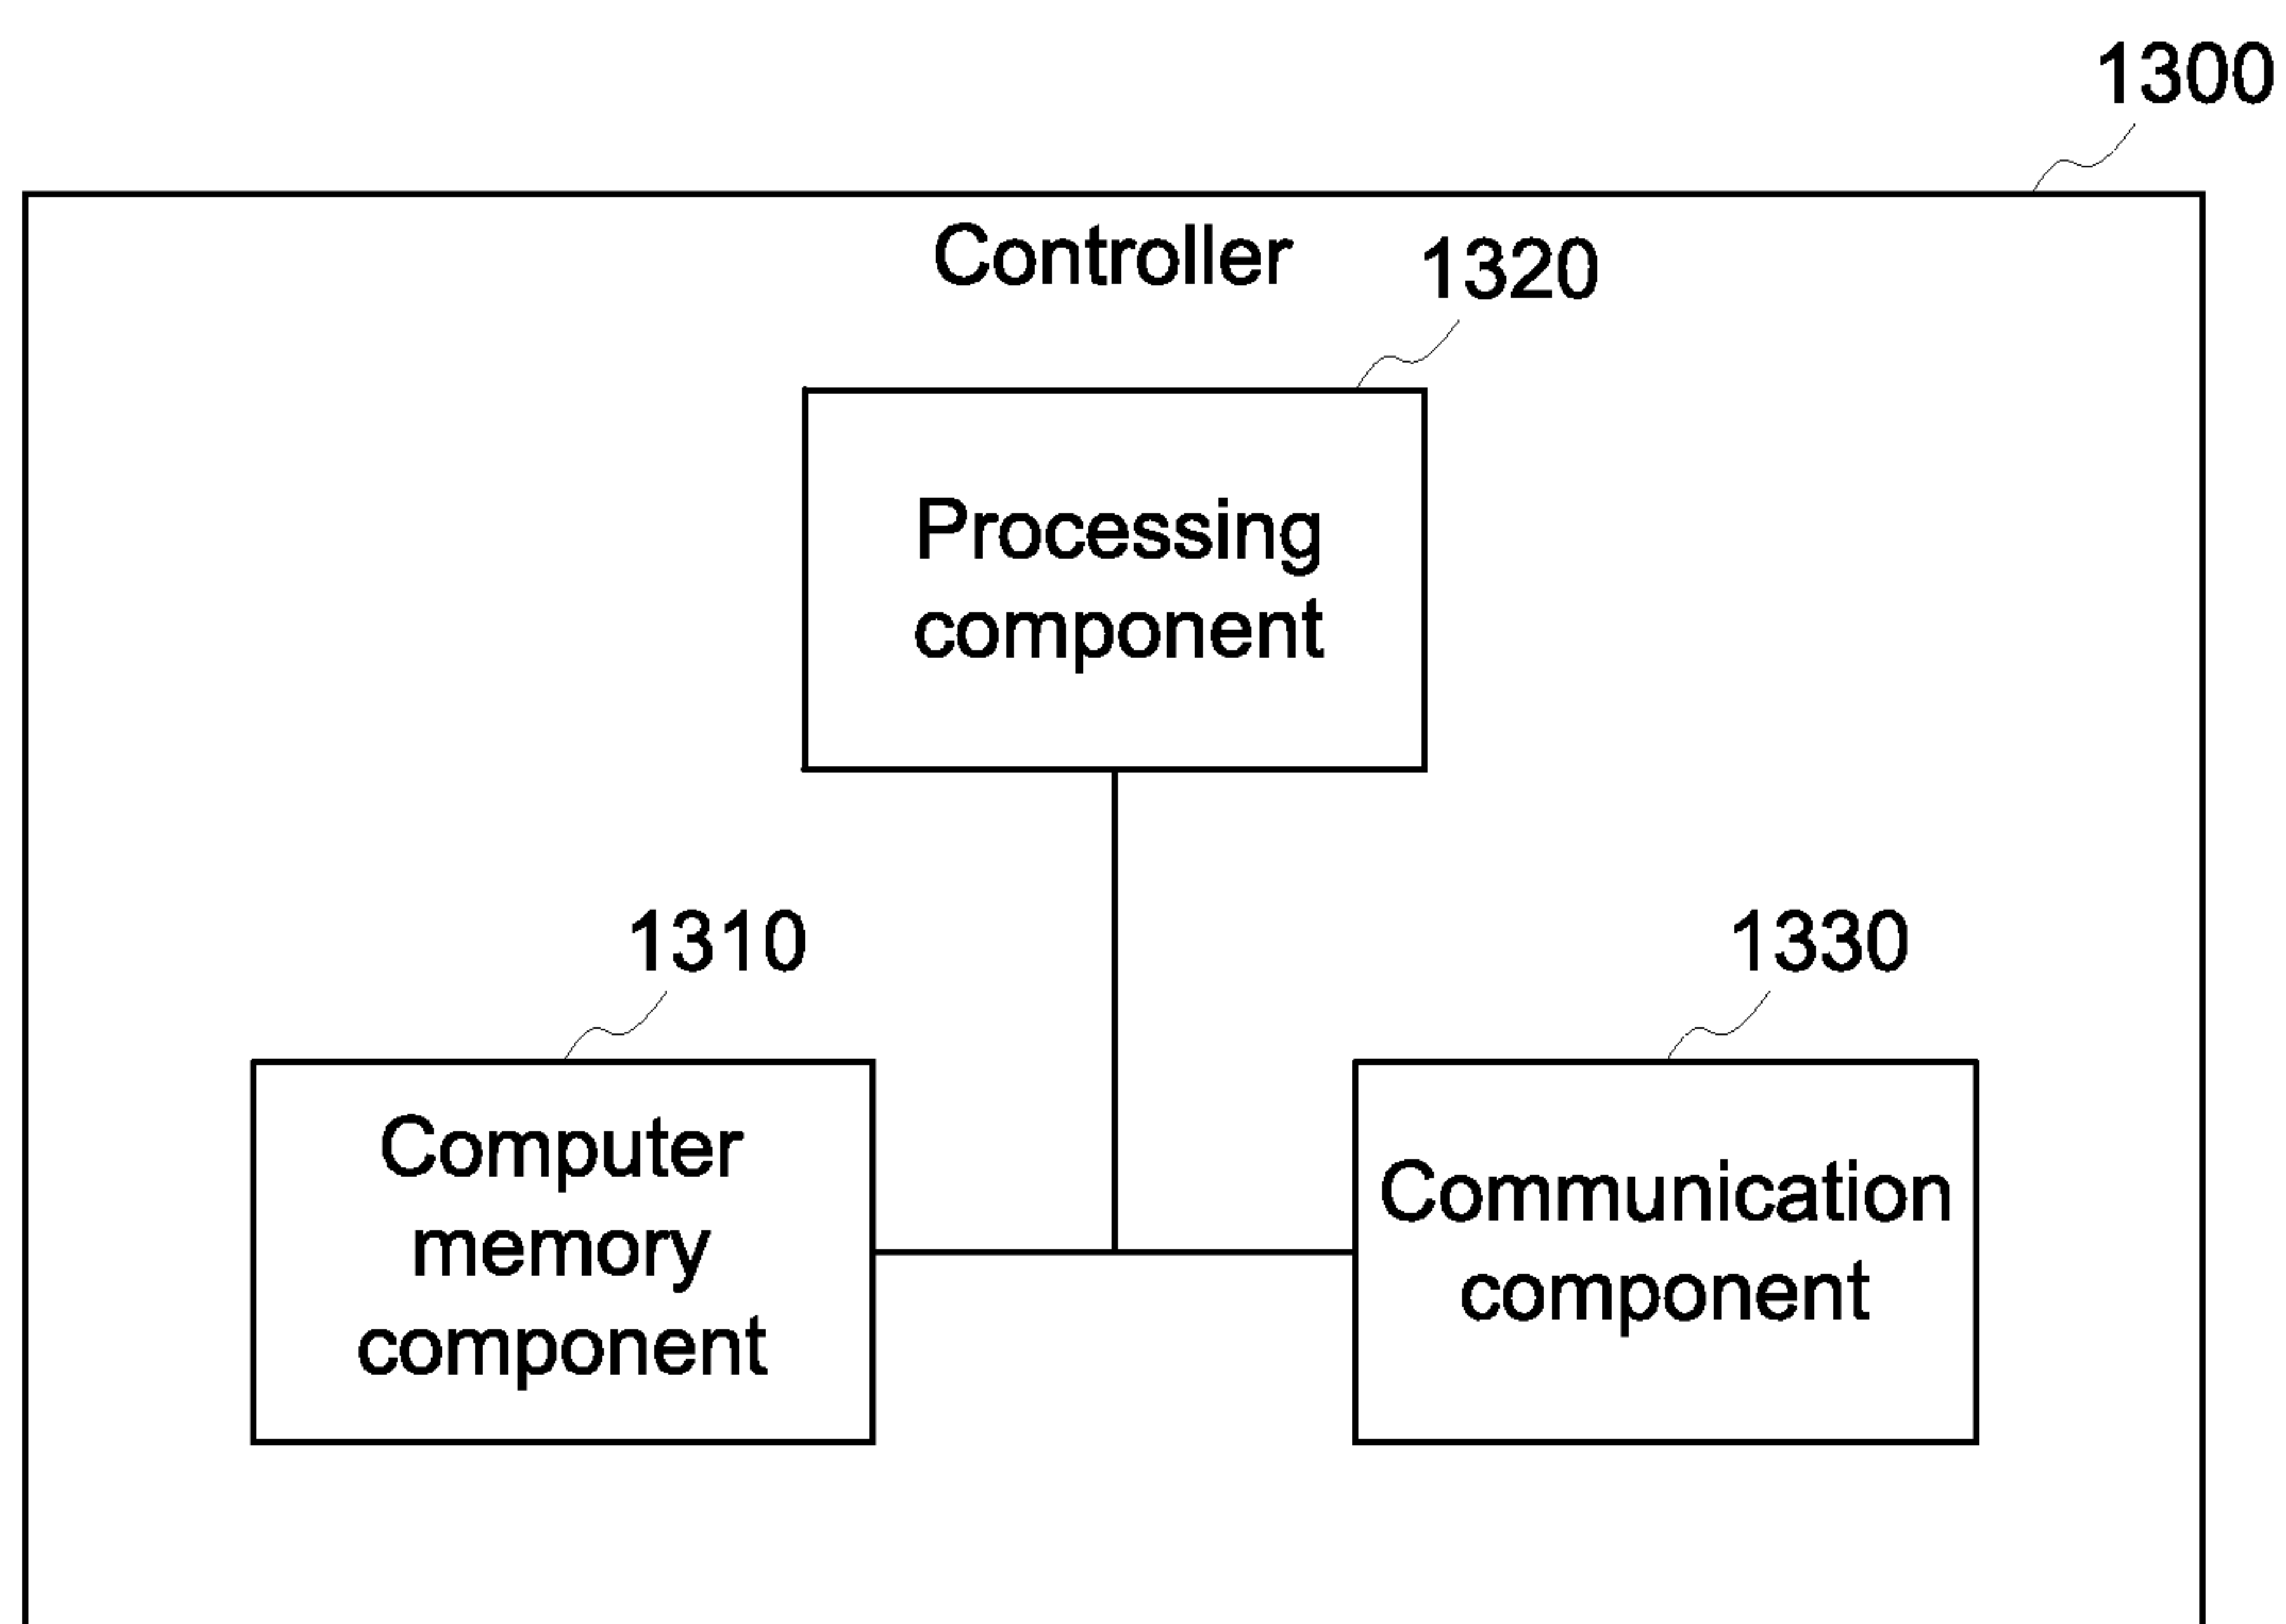 1300
Controller
1320
Processing
component
1310
1330
Computer
memory
component
Communication
component